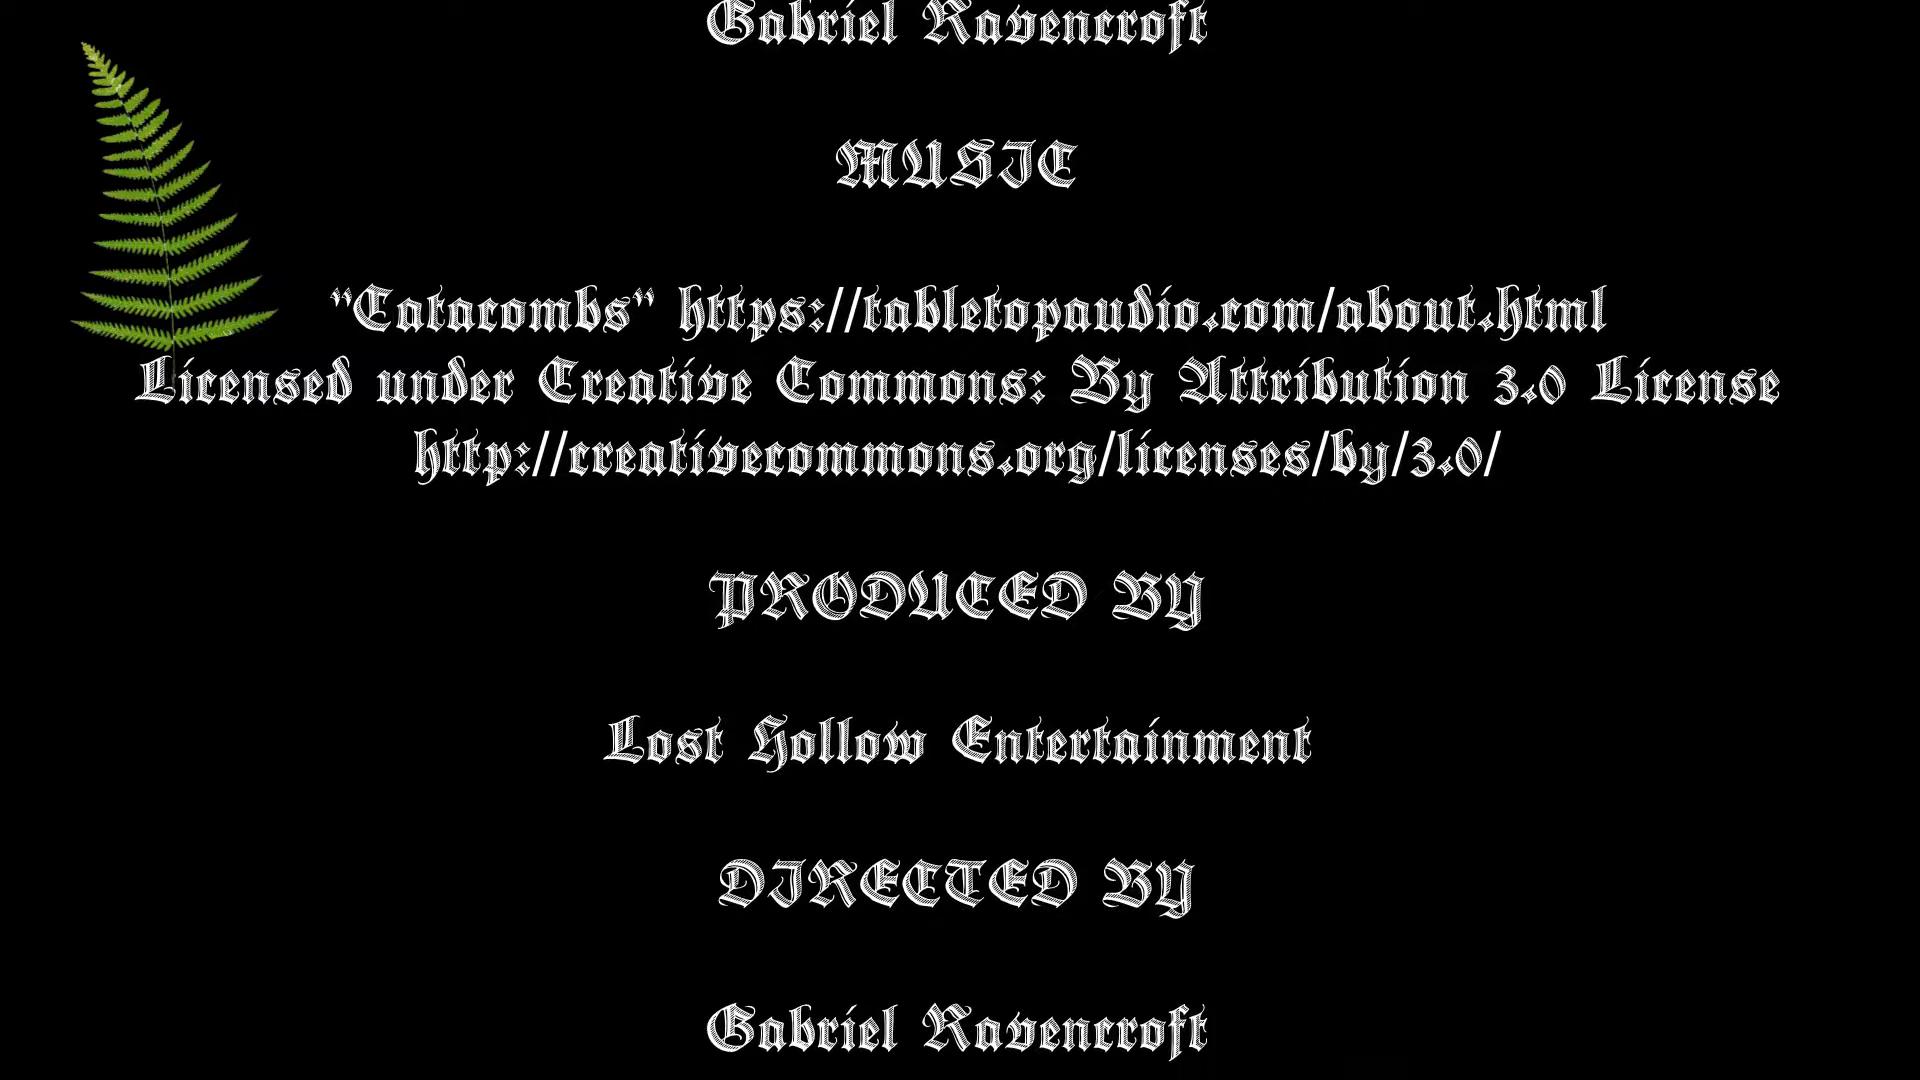 Gabriel Ravencroft
MUSIC
"Catacombs" https://tabletopaudio.com/about.html
Licensed under Creative Commons: By Attribution 3.0 License
http://creativecommons.org/licenses/by/3.0/
PRODUCED BY
Lost Hollow Entertainment
DIRECTED BY
Gabriel Ravencroft